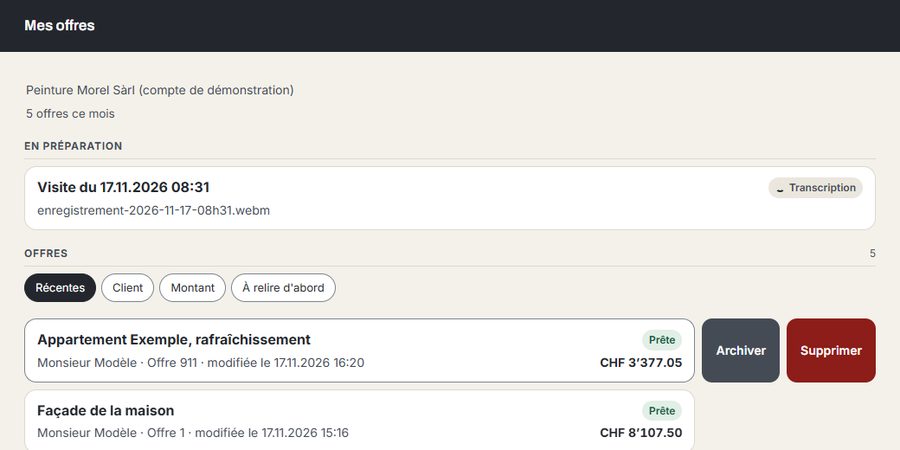 Mes offres
Peinture Morel Sàrl (compte de démonstration)
5 offres ce mois
EN PRÉPARATION
Visite du 17.11.2026 08:31
Transcription
enregistrement-2026-11-17-08h31.webm
OFFRES 5
Récentes Client Montant À relire d'abord
Appartement Exemple, rafraîchissement Prête
Monsieur Modèle · Offre 911 · modifiée le 17.11.2026 16:20 CHF 3’377.05
Archiver Supprimer
Façade de la maison Prête
Monsieur Modèle · Offre 1 · modifiée le 17.11.2026 15:16 CHF 8’107.50